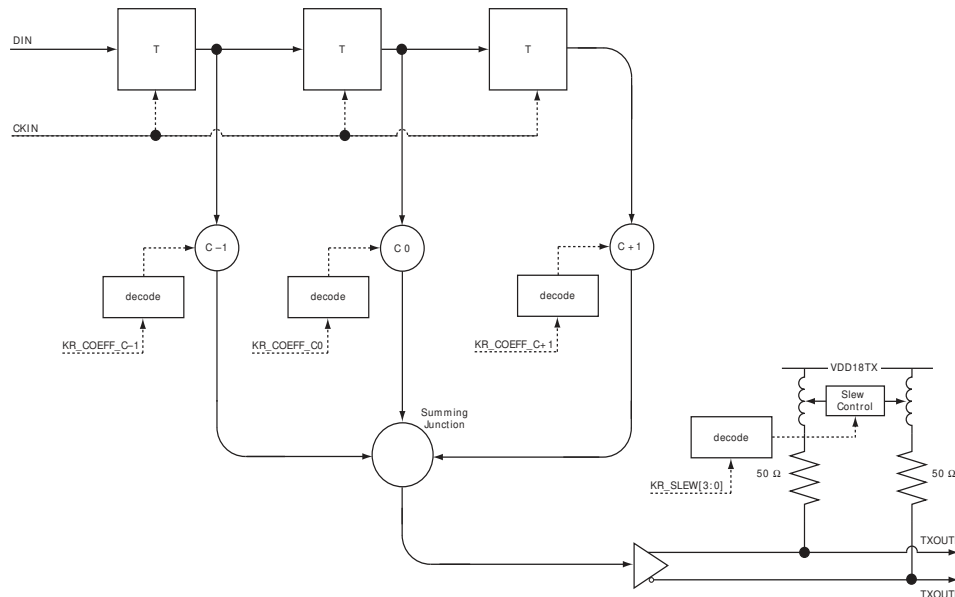 DIN
T
T
T
CKIN
C –1
C 0
C + 1
decode
decode
decode
KR_COEFF_C–1
KR_COEFF_C0
KR_COEFF_C+ 1
VDD18TX
Slew
Control
Summing
Junction
decode
50 Ω
50 Ω
KR_SLEW[3:0]
TXOUT
TXOUT